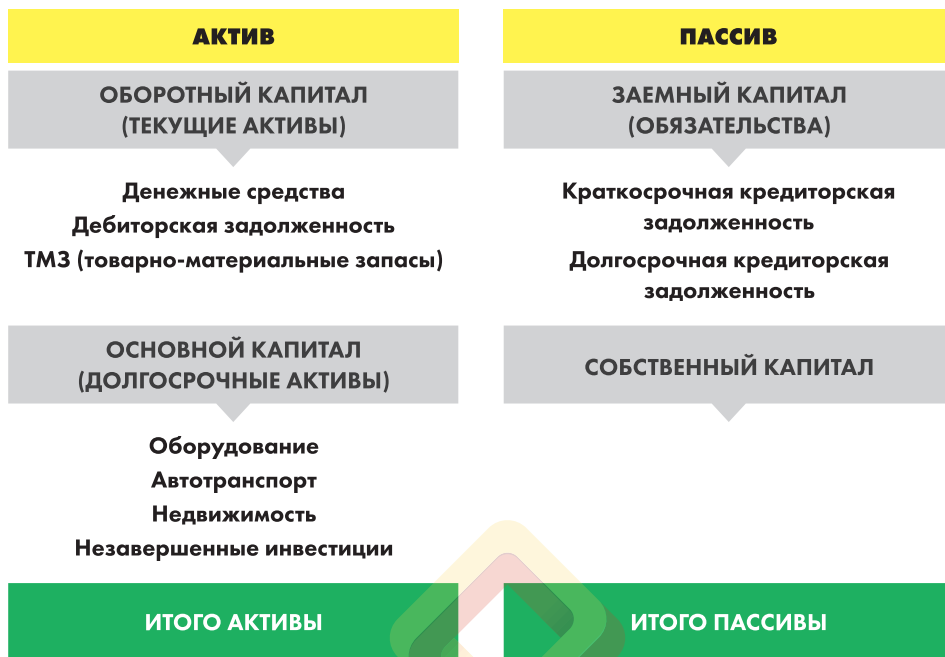 АКТИВ
ОБОРОТНЫЙ КАПИТАЛ
(ТЕКУЩИЕ АКТИВЫ)
Денежные средства
Дебиторская задолженность
ТМЗ (товарно-материальные запасы)
ОСНОВНОЙ КАПИТАЛ
(ДОЛГОСРОЧНЫЕ АКТИВЫ)
Оборудование
Автотранспорт
Недвижимость
Незавершенные инвестиции
ИТОГО АКТИВЫ
ПАССИВ
ЗАЕМНЫЙ КАПИТАЛ
(ОБЯЗАТЕЛЬСТВА)
Краткосрочная кредиторская
задолженность
Долгосрочная кредиторская
задолженность
СОБСТВЕННЫЙ КАПИТАЛ
ИТОГО ПАССИВЫ